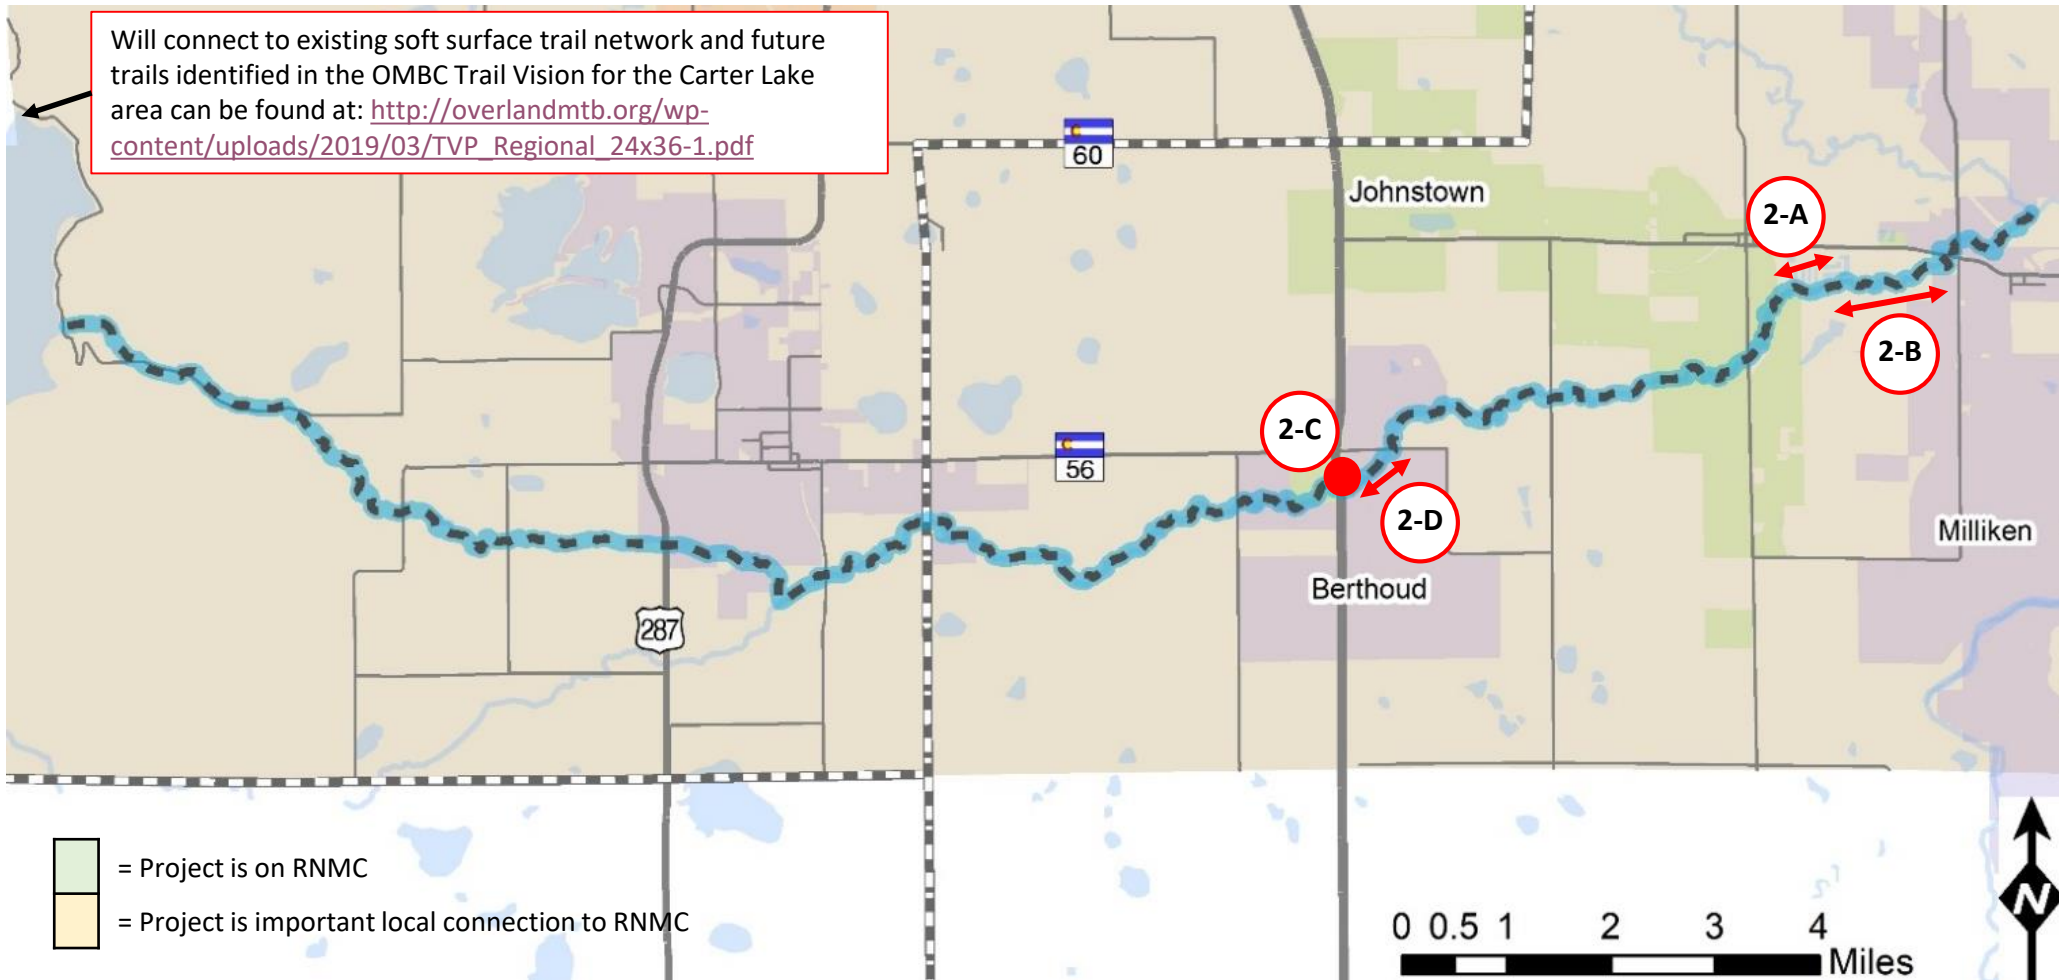 Will connect to existing soft surface trail network and future
trails identified in the OMBC Trail Vision for the Carter Lake
area can be found at: http://overlandmtb.org/wp-
content/uploads/2019/03/TVP_Regional_24x36-1.pdf
60
Johnstown
2-A
2-B
2-C
56
2-D
Milliken
Berthoud
287
= Project is on RNMC
= Project is important local connection to RNMC
0 0.5 1 2 3 4
Miles
N